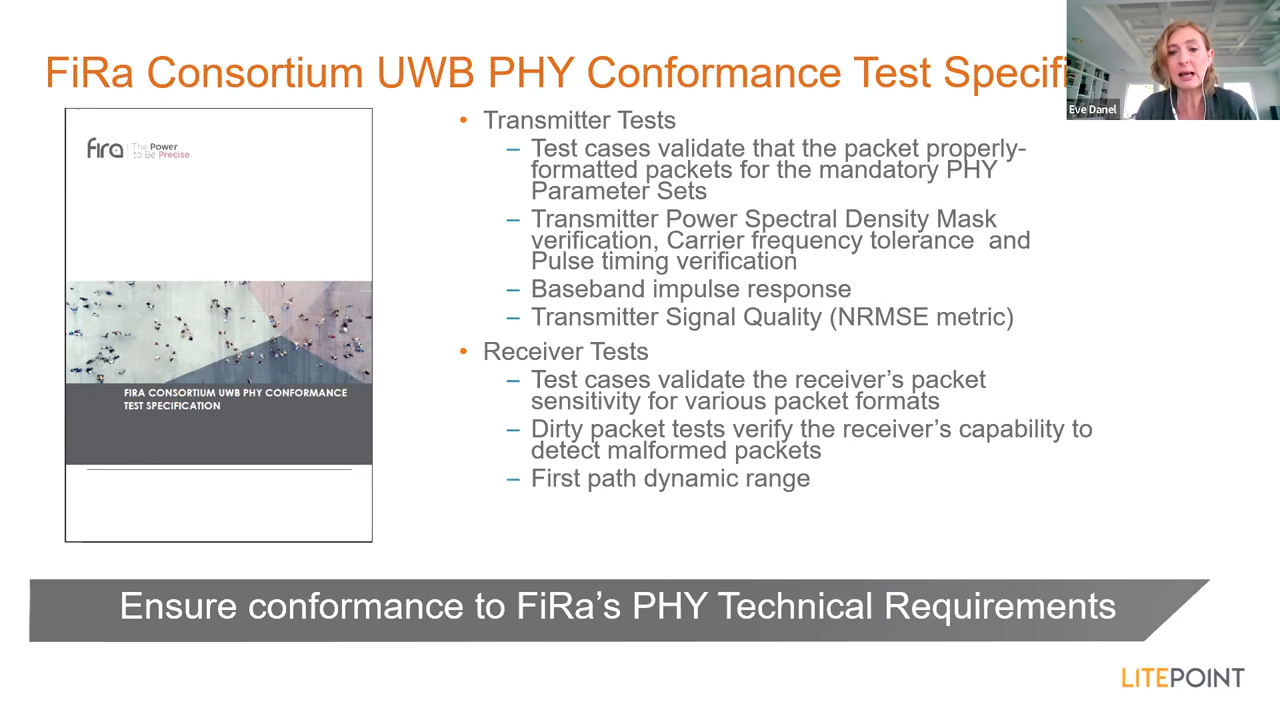 FiRa Consortium UWB PHY Conformance Test Specifi
Eve Danel
fira The Power
to Be Precise
FIRA CONSORTIUM UWB PHY CONFORMANCE
TEST SPECIFICATION
• Transmitter Tests
– Test cases validate that the packet properly-
formatted packets for the mandatory PHY
Parameter Sets
– Transmitter Power Spectral Density Mask
verification, Carrier frequency tolerance and
Pulse timing verification
– Baseband impulse response
– Transmitter Signal Quality (NRMSE metric)
• Receiver Tests
– Test cases validate the receiver’s packet
sensitivity for various packet formats
– Dirty packet tests verify the receiver’s capability to
detect malformed packets
– First path dynamic range
Ensure conformance to FiRa’s PHY Technical Requirements
LITEPOINT